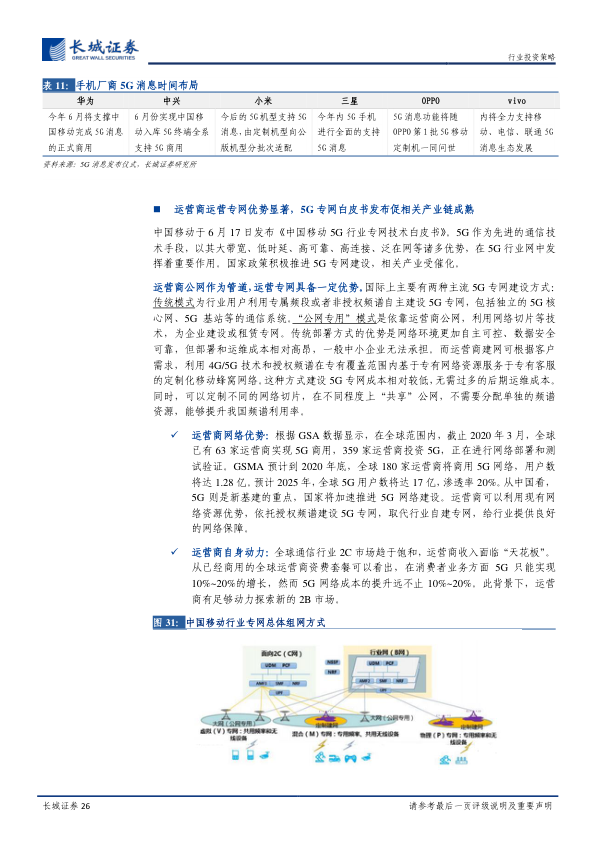 长城证券
GREAT WALL SECURITIES
行业投资策略
表 11: 手机厂商 5G 消息时间布局
华为 中兴 小米 三星 OPPO vivo
今年 6 月将支撑中 6 月份实现中国移 今后的 5G 机型支持 5G 今年内 5G 手机 5G 消息功能将随 内将全力支持移
国移动完成 5G 消息 动入库 5G 终端全系 消息,由定制机型向公 进行全面的支持 OPPO 第 1 批 5G 移动 动、电信、联通 5G
的正式商用 支持 5G 商用 版机型分批次适配 5G 消息 定制机一同问世 消息生态发展
资料来源：5G 消息发布仪式，长城证券研究所
■ 运营商运营专网优势显著，5G 专网白皮书发布促相关产业链成熟
中国移动于 6 月 17 日发布《中国移动 5G 行业专网技术白皮书》。5G 作为先进的通信技
术手段，以其大带宽、低时延、高可靠、高连接、泛在网等诸多优势，在 5G 行业网中发
挥着重要作用。国家政策积极推进 5G 专网建设，相关产业受催化。
运营商公网作为管道，运营专网具备一定优势。国际上主要有两种主流 5G 专网建设方式：
传统模式为行业用户利用专属频段或者非授权频谱自主建设 5G 专网，包括独立的 5G 核
心网、5G 基站等的通信系统。“公网专用”模式是依靠运营商公网，利用网络切片等技
术，为企业建设或租赁专网。传统部署方式的优势是网络环境更加自主可控、数据安全
可靠，但部署和运维成本相对高昂，一般中小企业无法承担。而运营商建网可根据客户
需求，利用 4G/5G 技术和授权频谱在专有覆盖范围内基于专有网络资源服务于专有客服
的定制化移动蜂窝网络。这种方式建设 5G 专网成本相对较低，无需过多的后期运维成本。
同时，可以定制不同的网络切片，在不同程度上“共享”公网，不需要分配单独的频谱
资源，能够提升我国频谱利用率。
✓ 运营商网络优势：根据 GSA 数据显示，在全球范围内，截止 2020 年 3 月，全球
已有 63 家运营商实现 5G 商用，359 家运营商投资 5G，正在进行网络部署和测
试验证。GSMA 预计到 2020 年底，全球 180 家运营商将商用 5G 网络，用户数
将达 1.28 亿。预计 2025 年，全球 5G 用户数将达 17 亿，渗透率 20%。从中国看，
5G 则是新基建的重点，国家将加速推进 5G 网络建设。运营商可以利用现有网
络资源优势，依托授权频谱建设 5G 专网，取代行业自建专网，给行业提供良好
的网络保障。
✓ 运营商自身动力：全球通信行业 2C 市场趋于饱和，运营商收入面临“天花板”。
从已经商用的全球运营商资费套餐可以看出，在消费者业务方面 5G 只能实现
10%~20%的增长，然而 5G 网络成本的提升远不止 10%~20%。此背景下，运营
商有足够动力探索新的 2B 市场。
图 31: 中国移动行业专网总体组网方式
面向2C（C网） 行业网（B网）
UDM PCF NRF UDM PCF
NEF
AMF SMF NRF AMF SMF NRF
UPF UPF
大网（公网专用） 定制建网 大网（公网专用） 定制建网
虚拟（V）专网：共用频率和无
线设备
混合（M）专网：专用频率、共用无线设备
物理（P）专网：专用频率和
无线设备
长城证券 26 请参考最后一页评级说明及重要声明